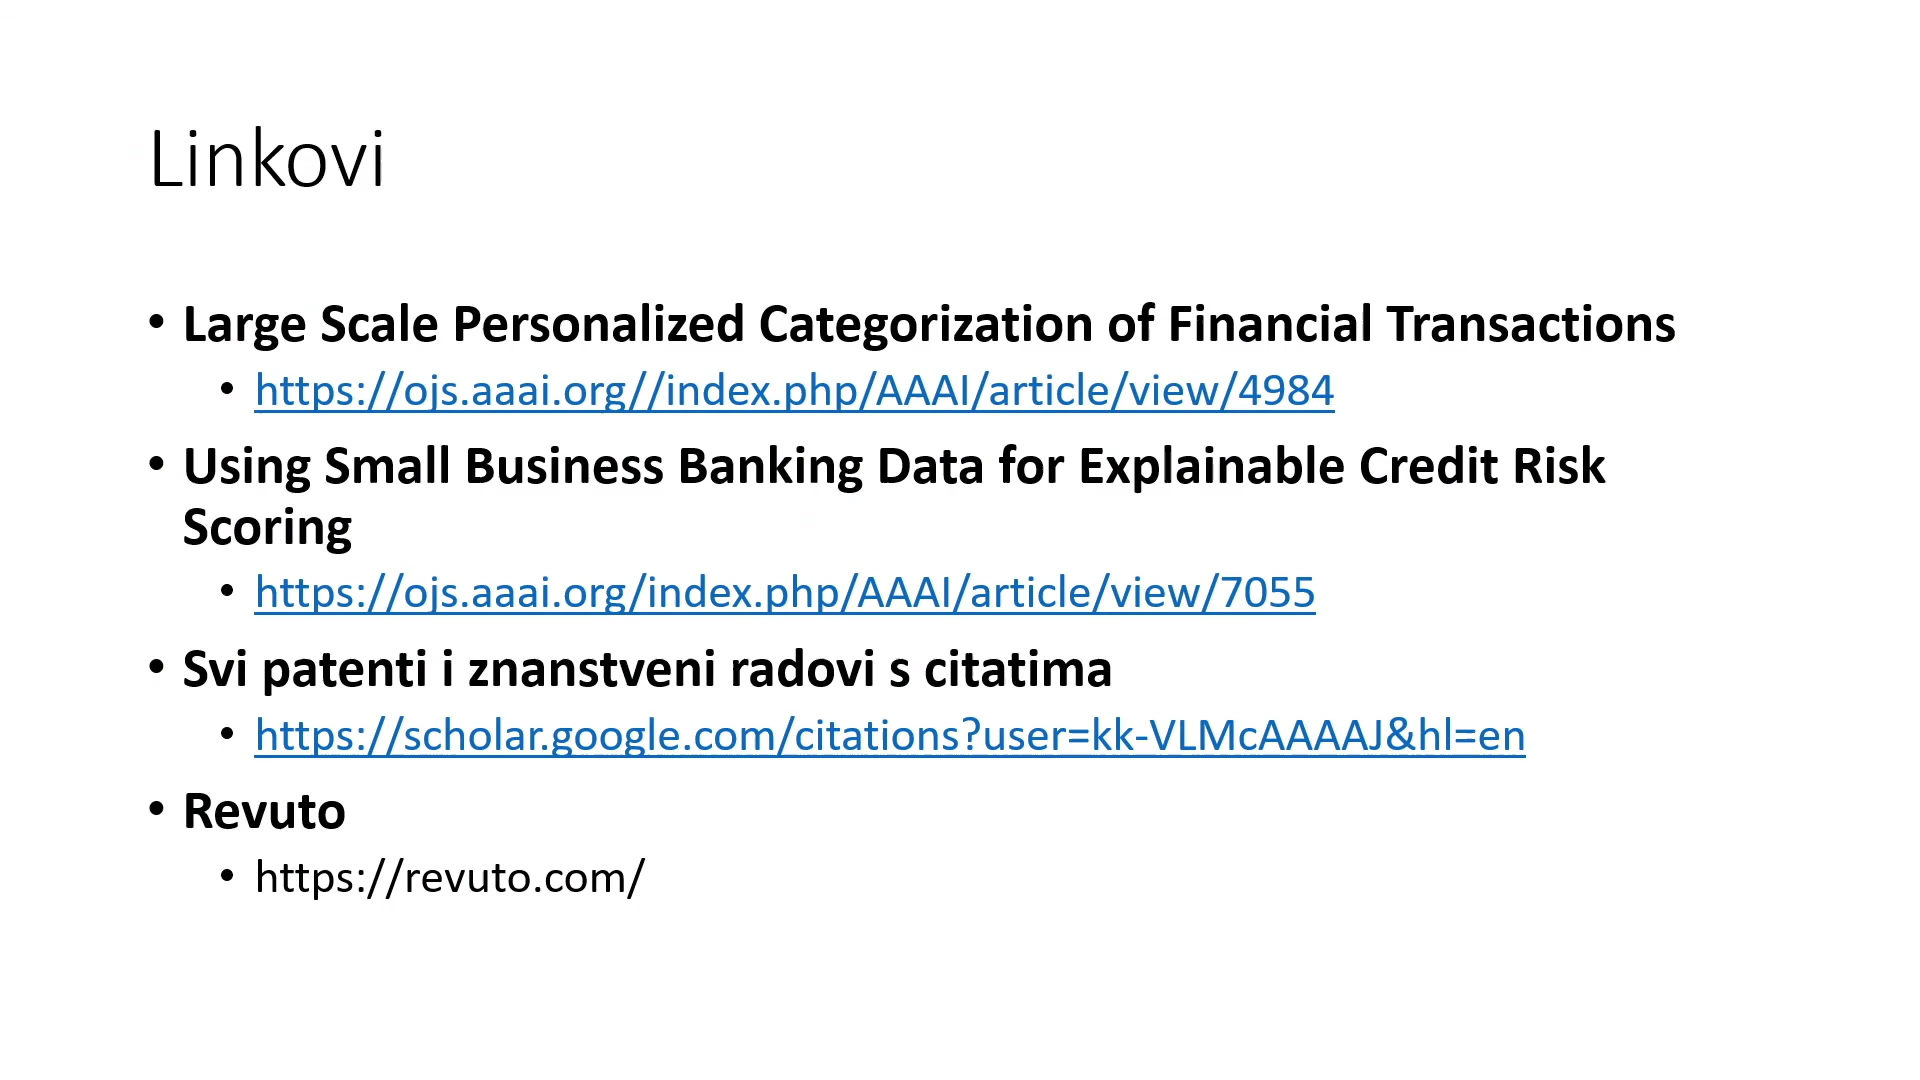 Linkovi
• Large Scale Personalized Categorization of Financial Transactions
• https://ojs.aaai.org//index.php/AAAI/article/view/4984
• Using Small Business Banking Data for Explainable Credit Risk
Scoring
• https://ojs.aaai.org/index.php/AAAI/article/view/7055
• Svi patenti i znanstveni radovi s citatima
• https://scholar.google.com/citations?user=kk-VLMcAAAAJ&hl=en
• Revuto
• https://revuto.com/